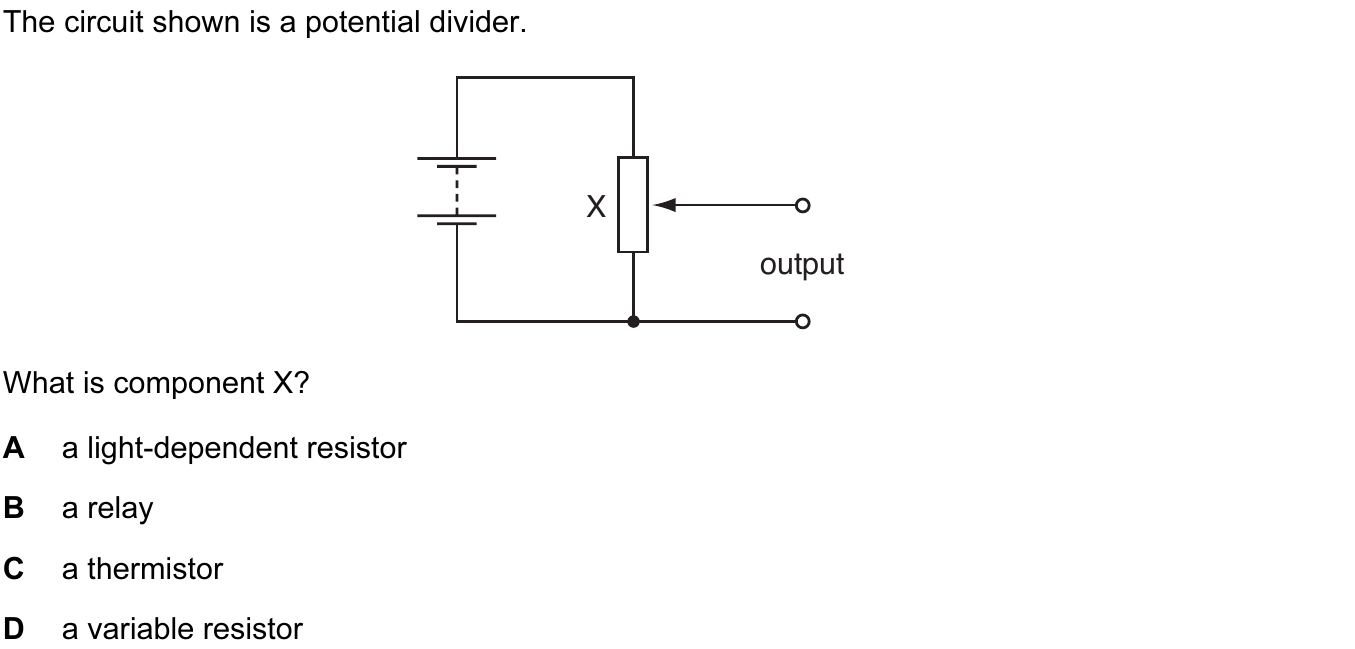 The circuit shown is a potential divider.
X
output
What is component X?
A a light-dependent resistor
B a relay
C a thermistor
D a variable resistor